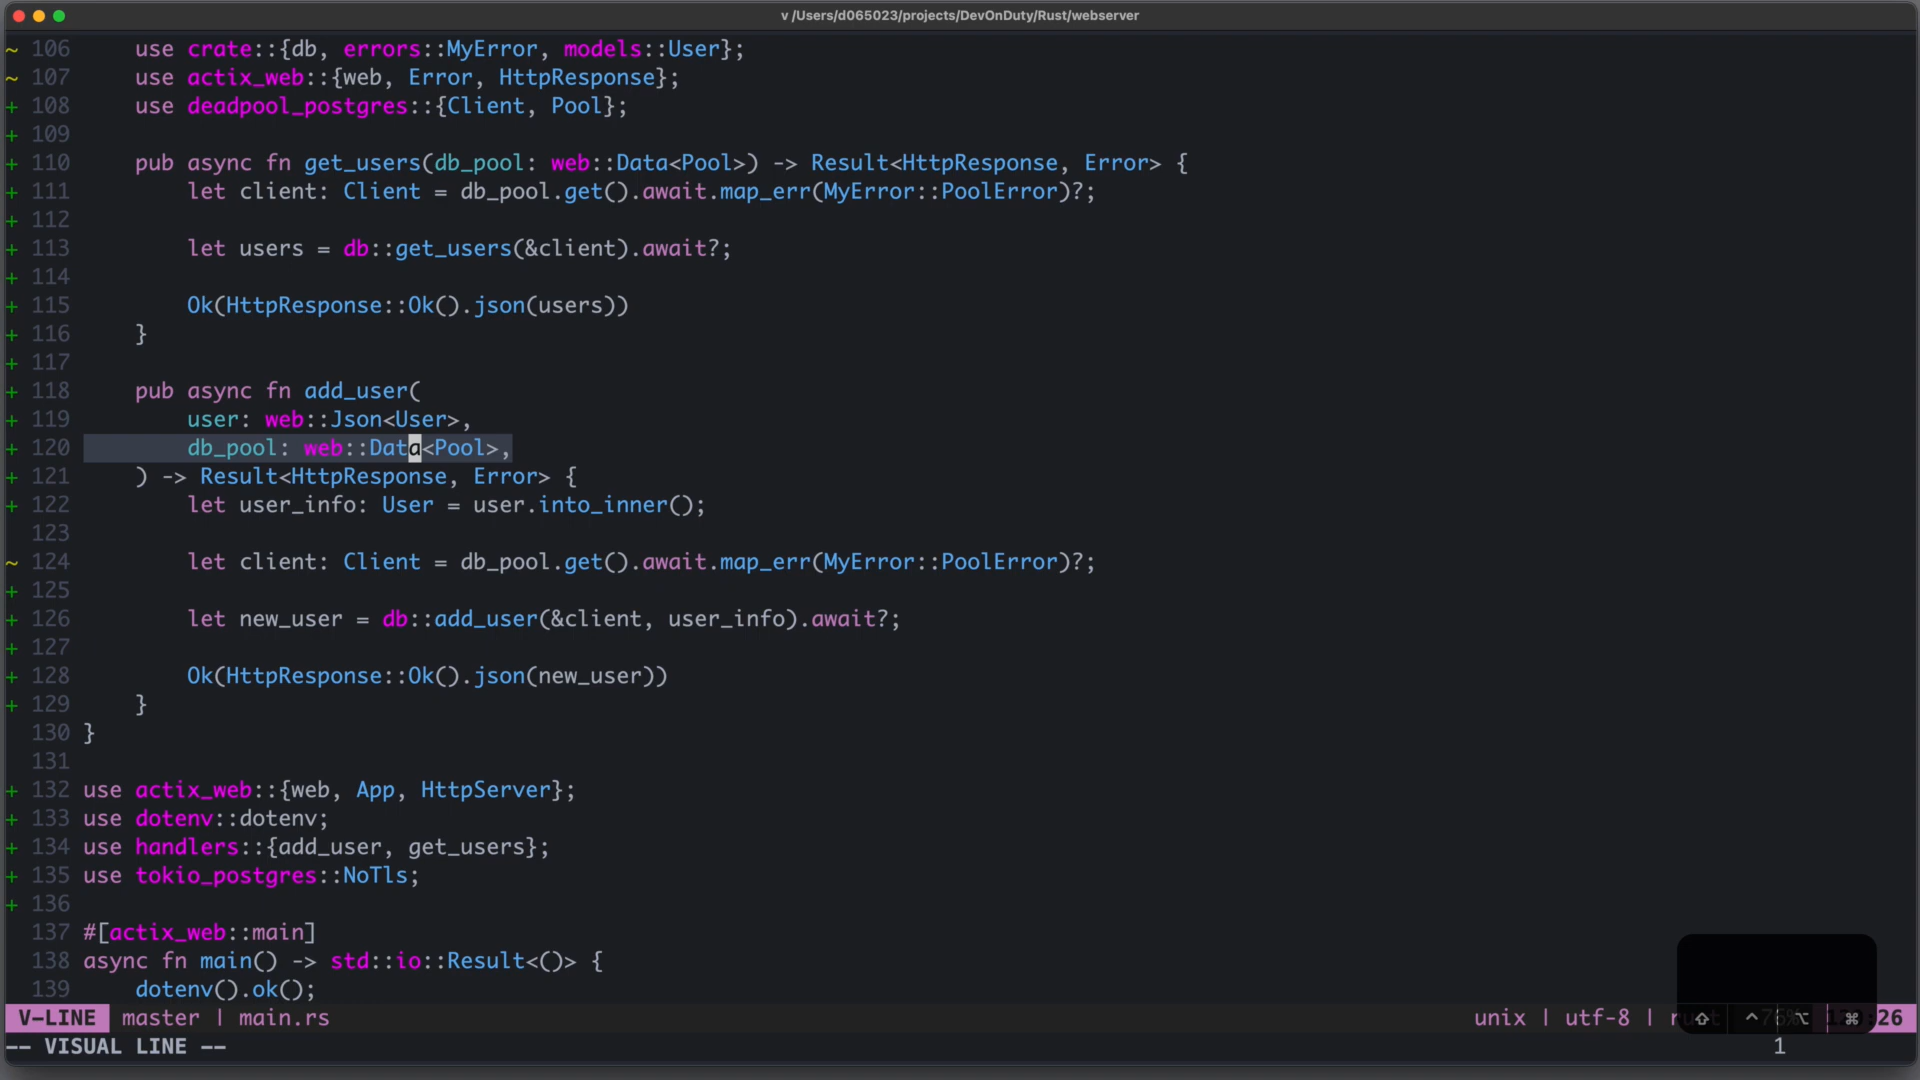 v /Users/d065023/projects/DevOnDuty/Rust/webserver
~ 106     use crate::{db, errors::MyError, models::User};
~ 107     use actix_web::{web, Error, HttpResponse};
+ 108     use deadpool_postgres::{Client, Pool};
+ 109
+ 110     pub async fn get_users(db_pool: web::Data<Pool>) -> Result<HttpResponse, Error> {
+ 111         let client: Client = db_pool.get().await.map_err(MyError::PoolError)?;
+ 112
+ 113         let users = db::get_users(&client).await?;
+ 114
+ 115         Ok(HttpResponse::Ok().json(users))
+ 116     }
+ 117
+ 118     pub async fn add_user(
+ 119         user: web::Json<User>,
+ 120         db_pool: web::Data<Pool>,
+ 121     ) -> Result<HttpResponse, Error> {
+ 122         let user_info: User = user.into_inner();
  123
~ 124         let client: Client = db_pool.get().await.map_err(MyError::PoolError)?;
+ 125
+ 126         let new_user = db::add_user(&client, user_info).await?;
+ 127
+ 128         Ok(HttpResponse::Ok().json(new_user))
+ 129     }
  130 }
  131
+ 132 use actix_web::{web, App, HttpServer};
+ 133 use dotenv::dotenv;
+ 134 use handlers::{add_user, get_users};
+ 135 use tokio_postgres::NoTls;
+ 136
  137 #[actix_web::main]
  138 async fn main() -> std::io::Result<()> {
  139     dotenv().ok();
V-LINE master | main.rs unix | utf-8 | 26
-- VISUAL LINE -- 1